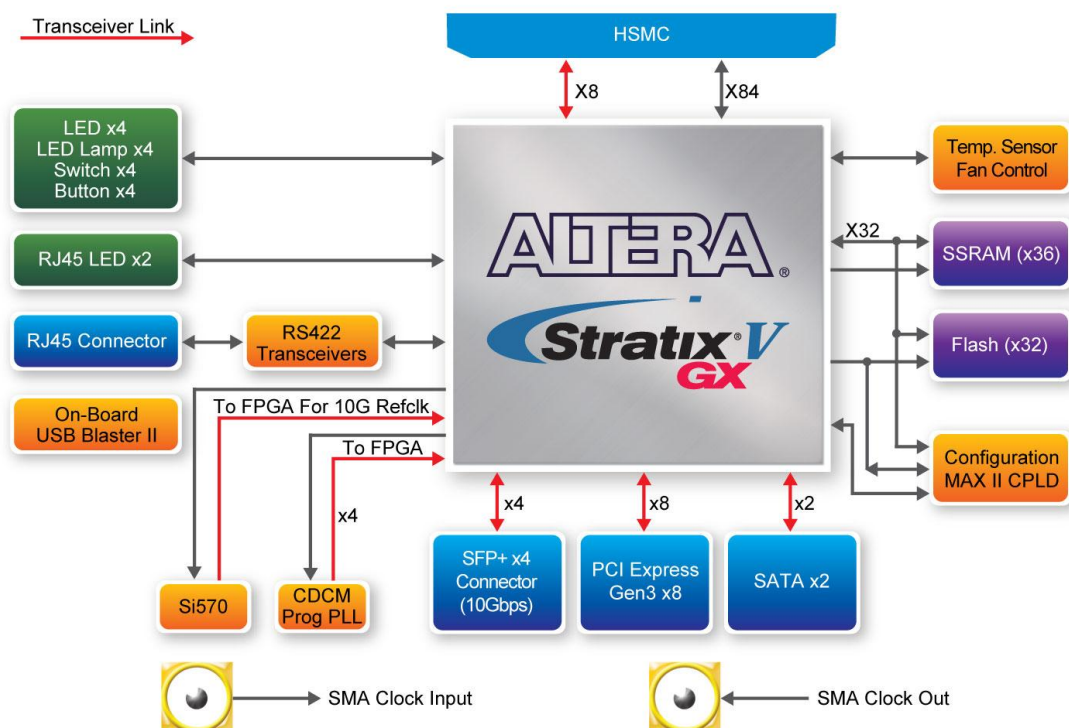 Transceiver Link
HSMC
X8
X84
LED x4
LED Lamp x4
Switch x4
Button x4
Temp. Sensor
Fan Control
ALTERA®
X32
SSRAM (x36)
RJ45 LED x2
Stratix® V
GX
RJ45 Connector
RS422
Transceivers
Flash (x32)
To FPGA For 10G Refclk
On-Board
USB Blaster II
To FPGA
Configuration
MAX II CPLD
x4
x4
x8
x2
SFP+ x4
Connector
(10Gbps)
PCI Express
Gen3 x8
SATA x2
Si570
CDCM
Prog PLL
SMA Clock Input
SMA Clock Out